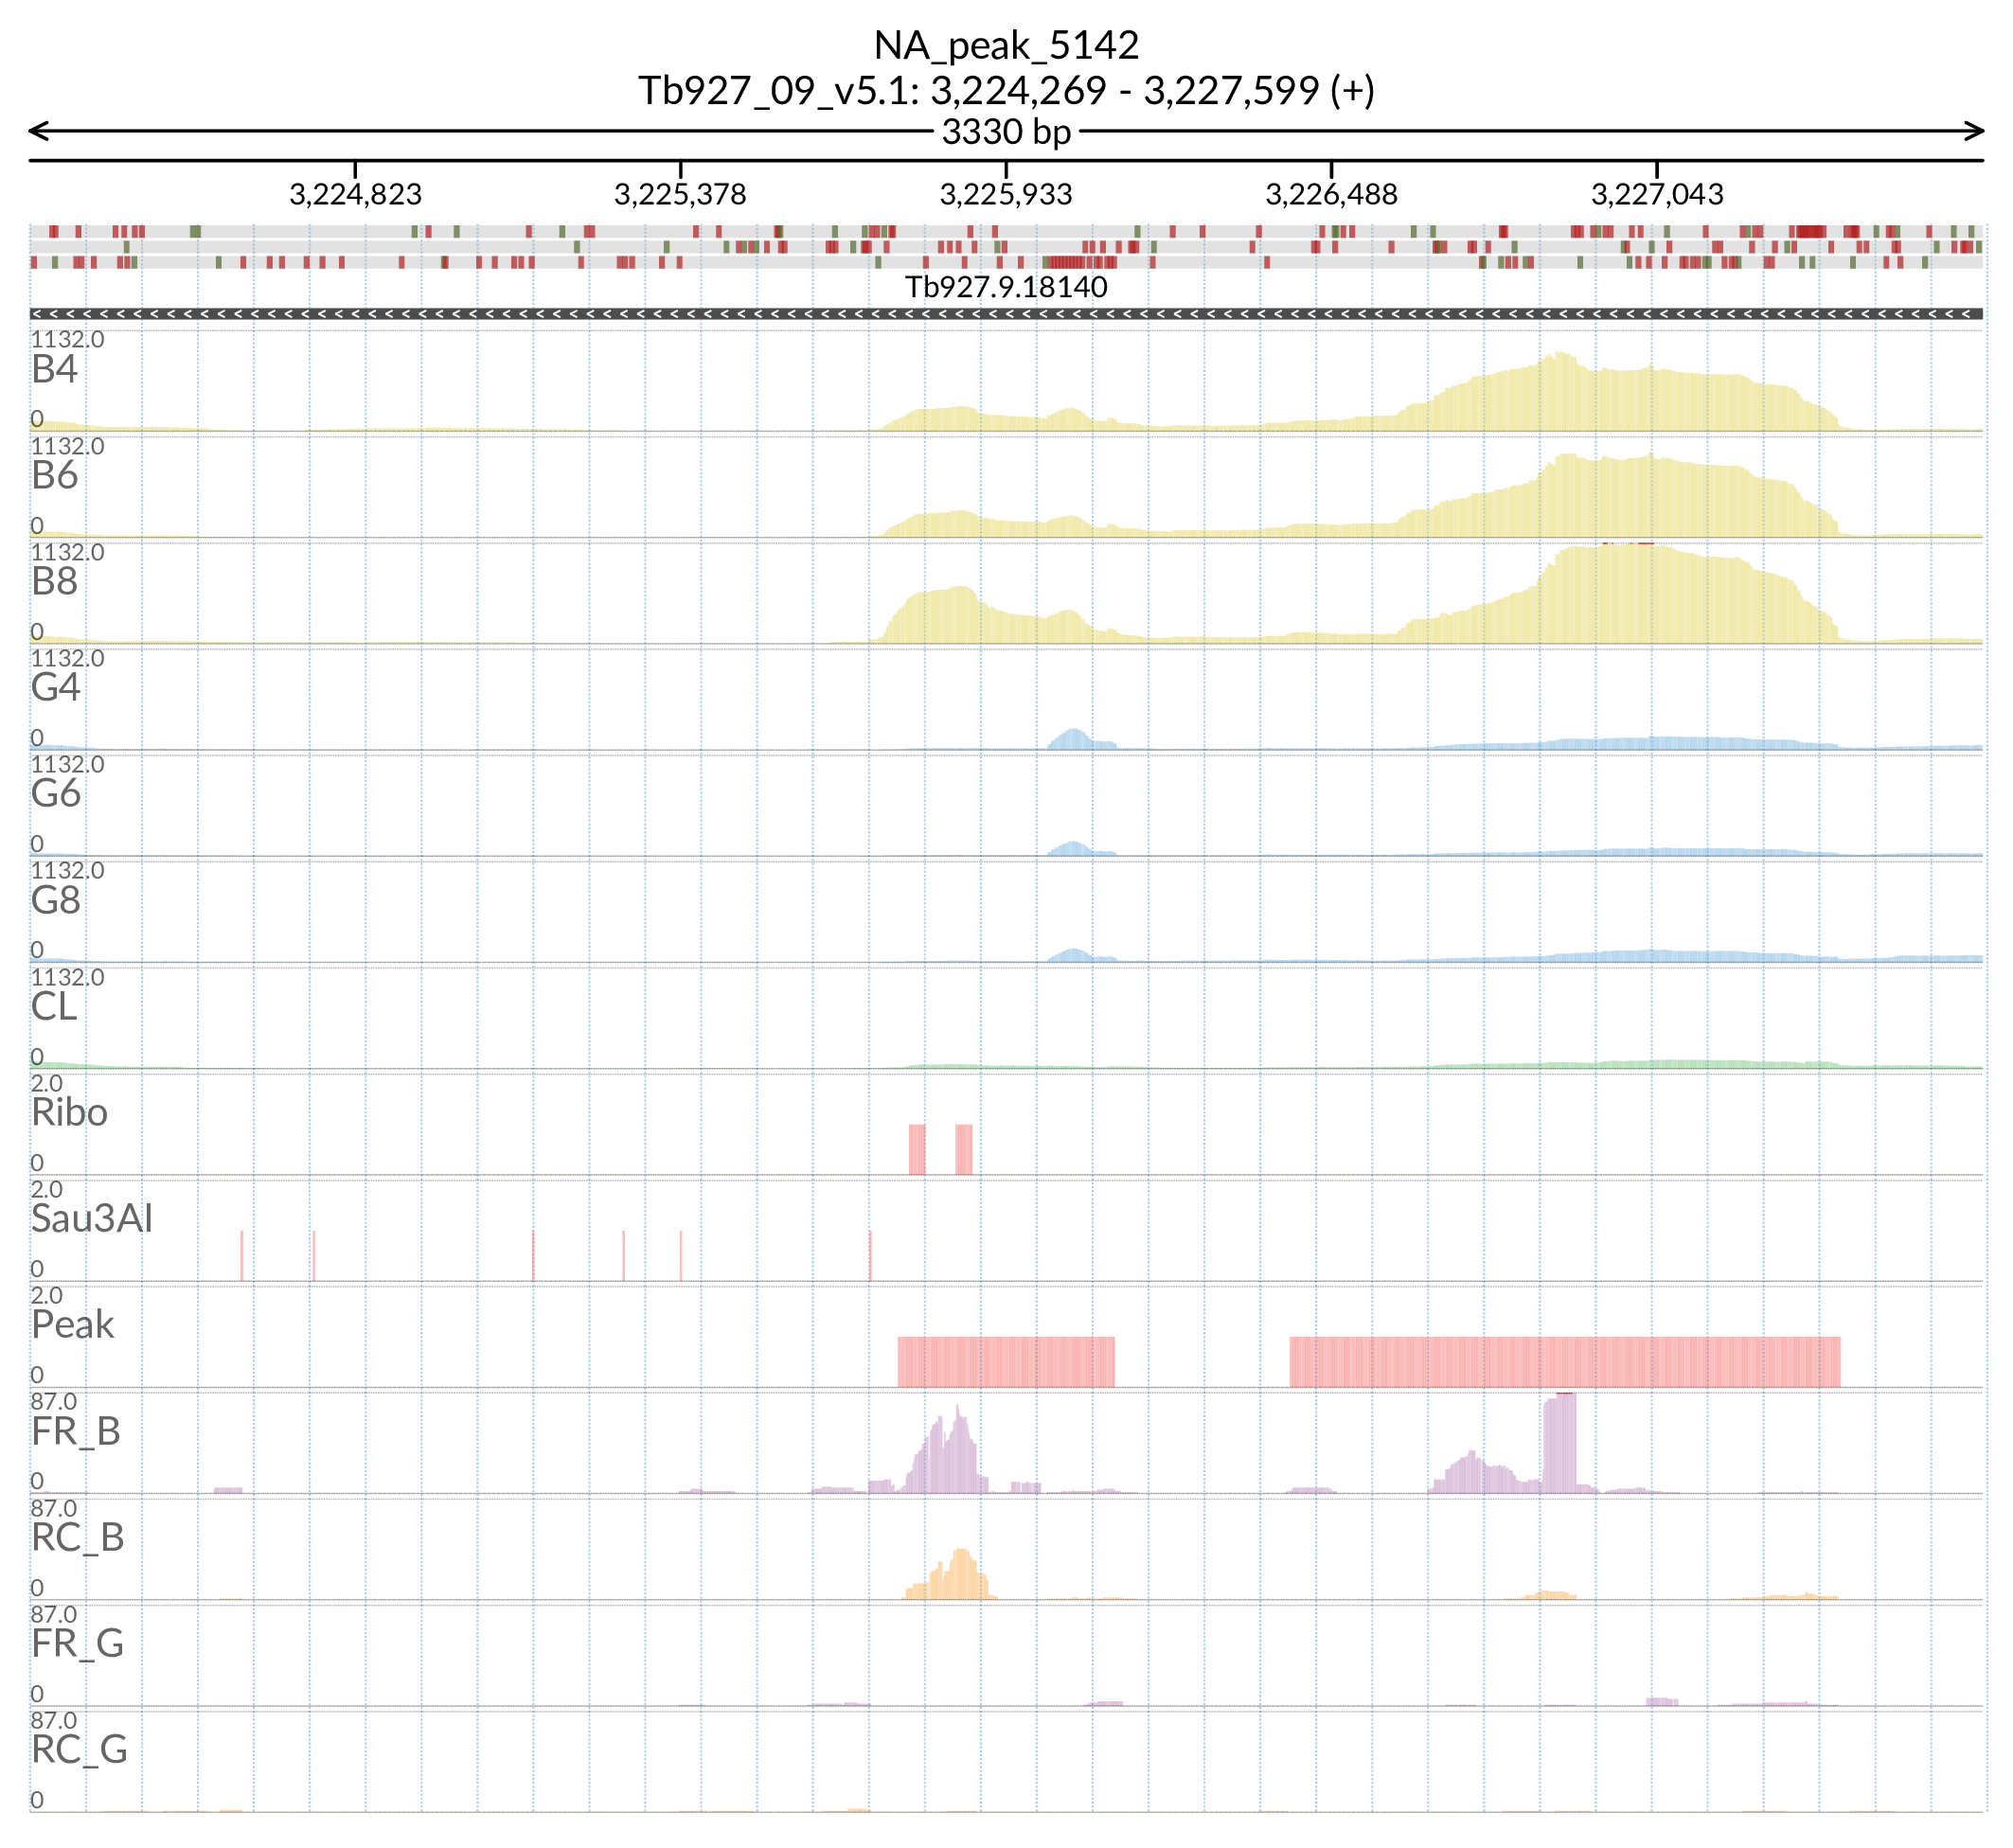 NA_peak_5142
Tb927_09_v5.1: 3,224,269 - 3,227,599 (+)
3330 bp
3,224,823 3,225,378 3,225,933 3,226,488 3,227,043
Tb927.9.18140
1132.0
B4
0
1132.0
B6
0
1132.0
B8
0
1132.0
G4
0
1132.0
G6
0
1132.0
G8
0
1132.0
CL
0
2.0
Ribo
0
2.0
Sau3AI
0
2.0
Peak
0
87.0
FR_B
0
87.0
RC_B
0
87.0
FR_G
0
87.0
RC_G
0